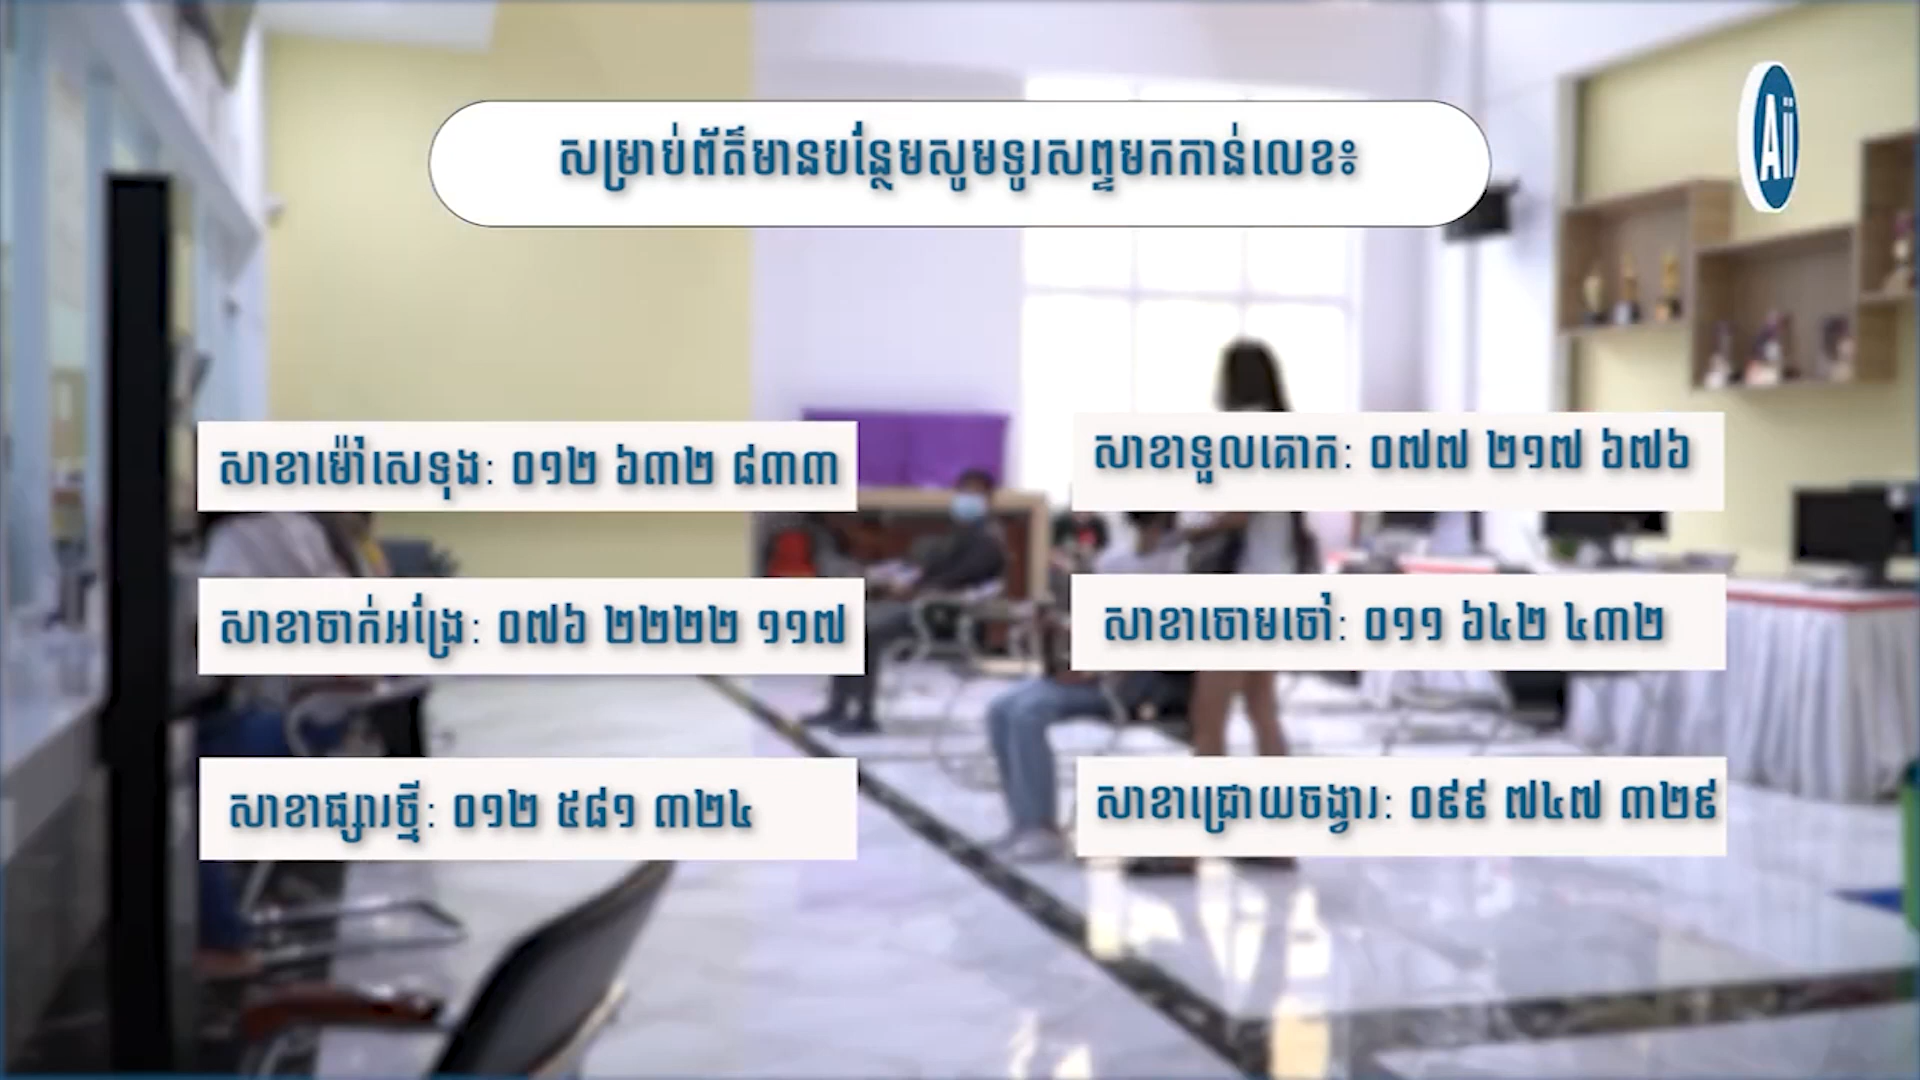 សម្រាប់ព័ត៌មានបន្ថែមសូមទូរសព្ទមកកាន់លេខ៖
Aii
សាខាម៉ៅសេទុង: ០១២ ៦៣២ ៨៣៣
សាខាទួលគោក: ០៧៧ ២១៧ ៦៧៦
សាខាចាក់អង្រែ: ០៧៦ ២២២២ ១១៧
សាខាចោមចៅ: ០១១ ៦៤២ ៤៣២
សាខាផ្សារថ្មី: ០១២ ៥៨១ ៣២៤
សាខាជ្រោយចង្វារ: ០៩៩ ៧៤៧ ៣២៩